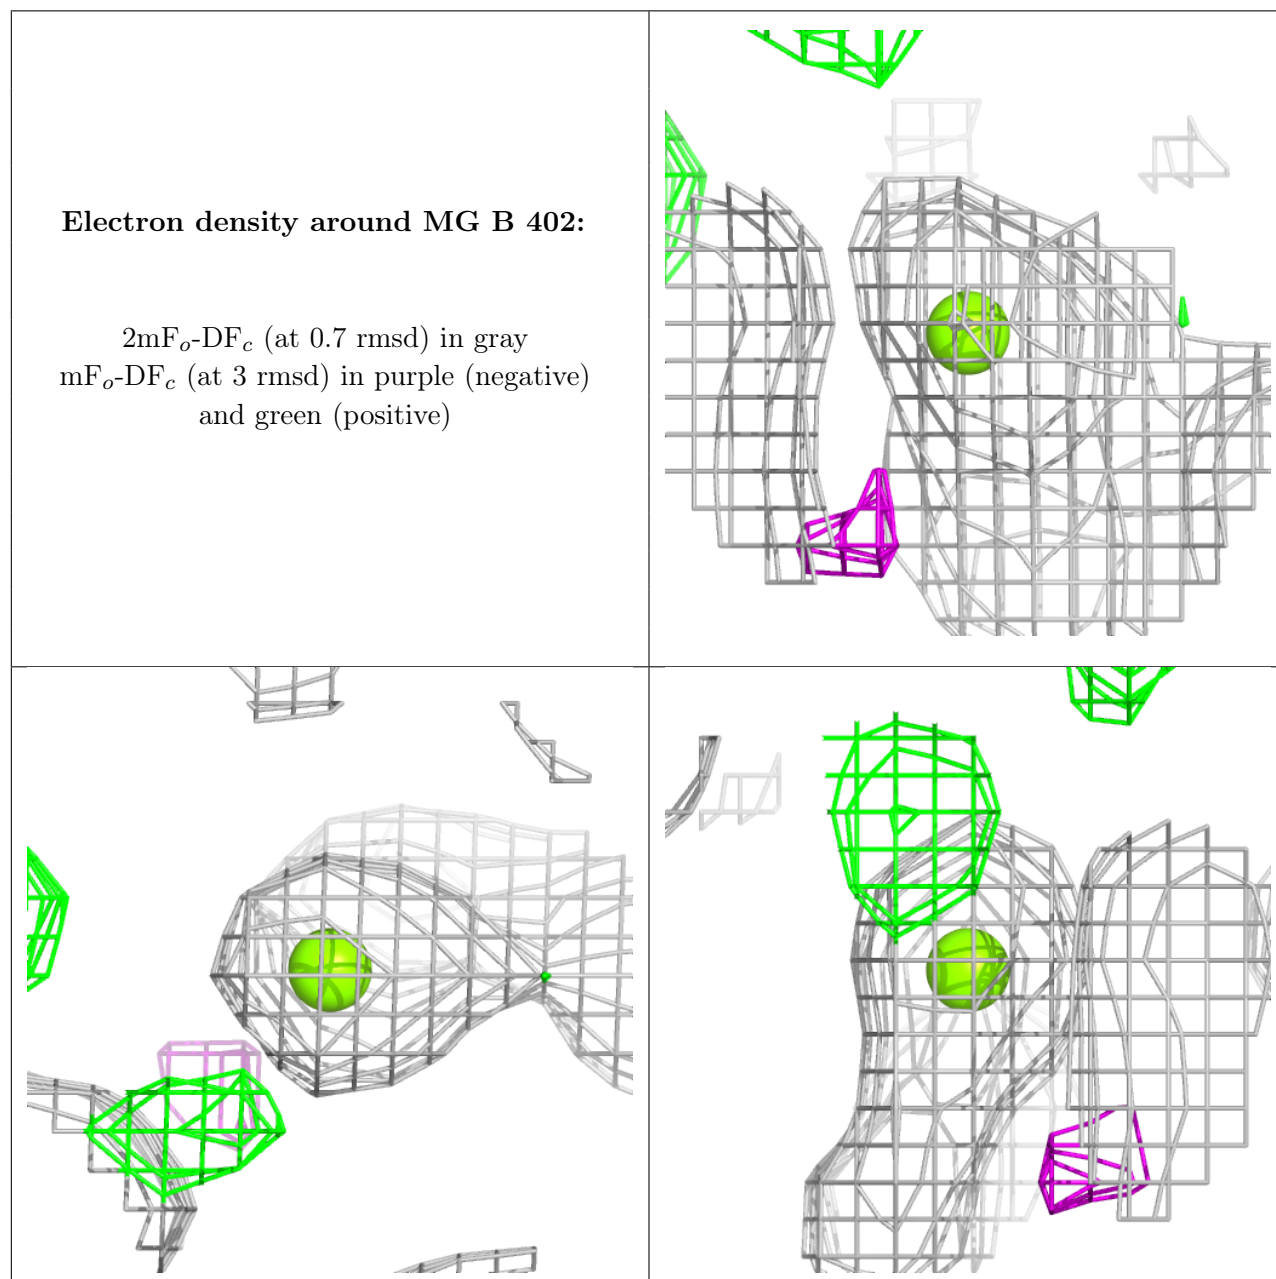 Electron density around MG B 402:
2mFo-DFc (at 0.7 rmsd) in gray
mFo-DFc (at 3 rmsd) in purple (negative)
and green (positive)